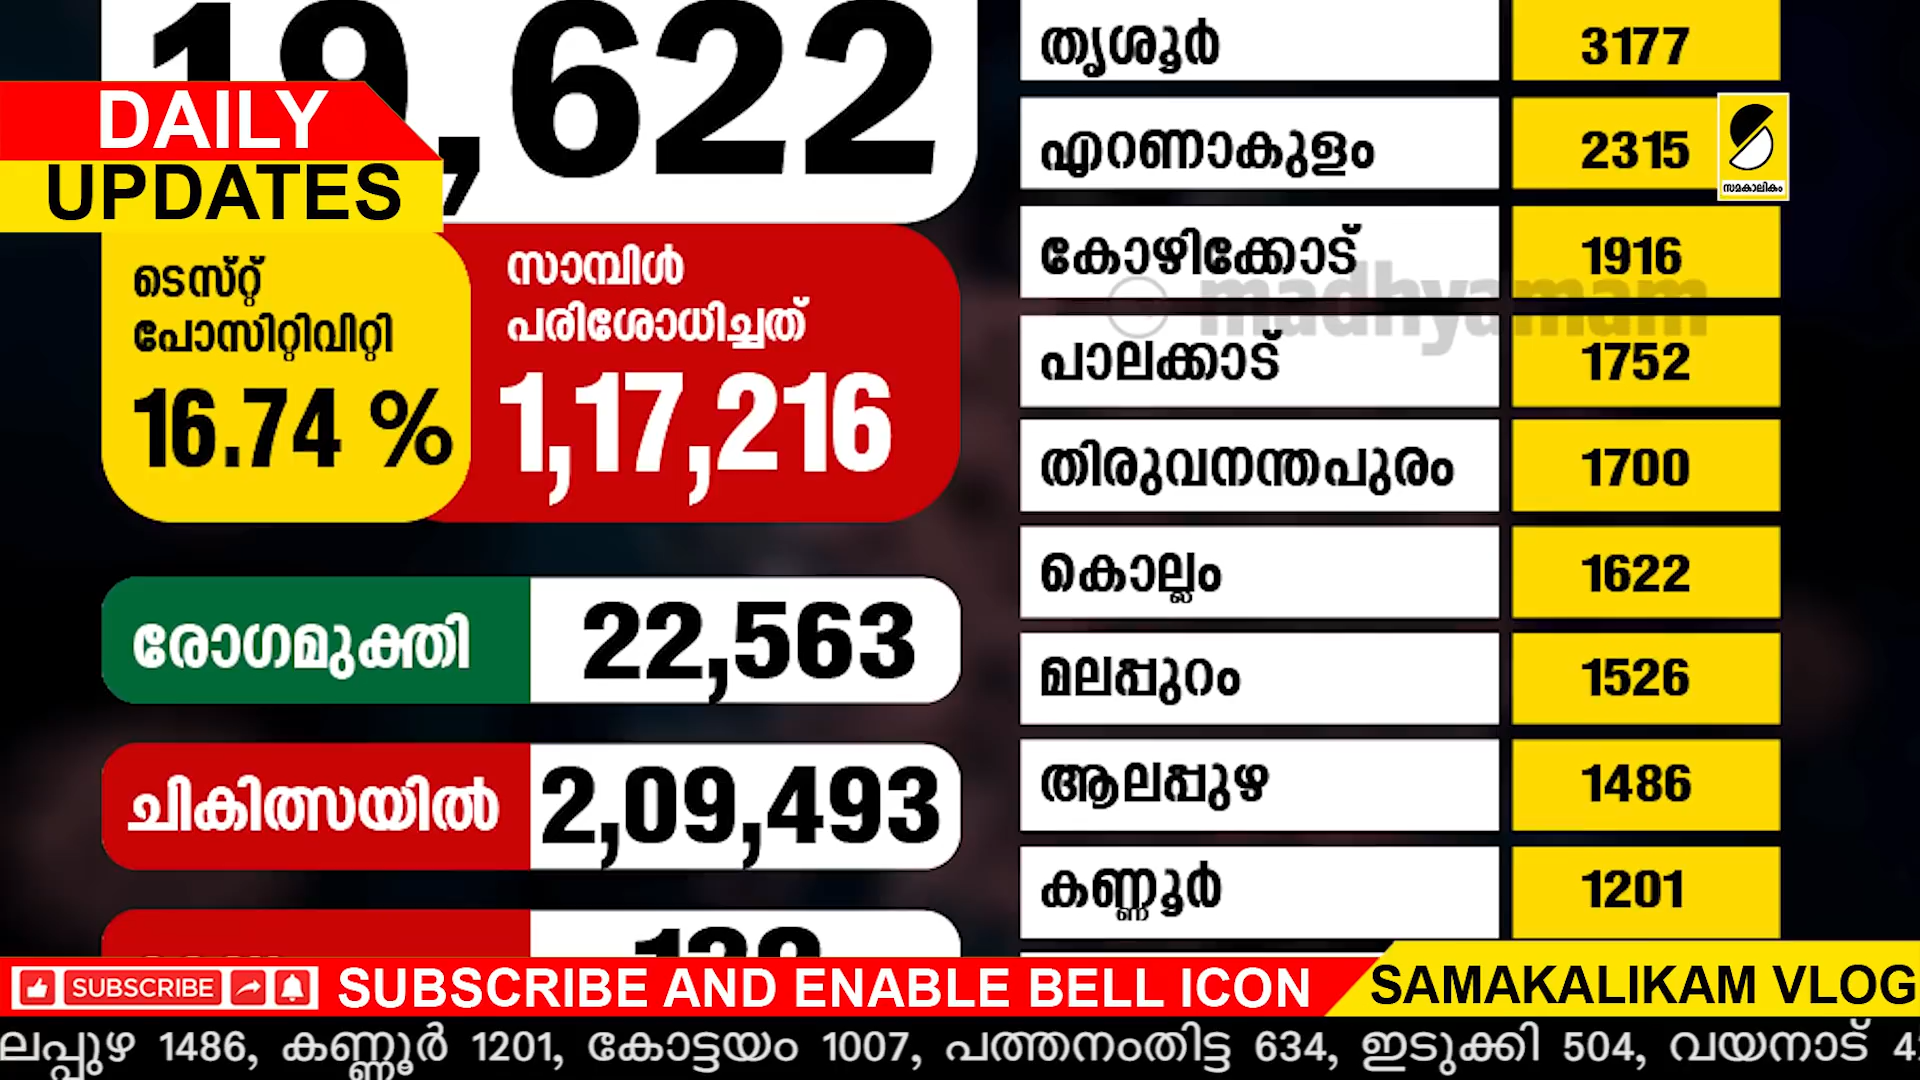 19,622
DAILY
UPDATES
ടെസ്റ്റ്
പോസിറ്റിവിറ്റി
16.74 %
സാമ്പിൾ
പരിശോധിച്ചത്
1,17,216
രോഗമുക്തി 22,563
ചികിത്സയിൽ 2,09,493
തൃശൂർ 3177
എറണാകുളം 2315
കോഴിക്കോട് 1916
പാലക്കാട് 1752
തിരുവനന്തപുരം 1700
കൊല്ലം 1622
മലപ്പുറം 1526
ആലപ്പുഴ 1486
കണ്ണൂർ 1201
സമകാലികം
madhyamam
SUBSCRIBE SUBSCRIBE AND ENABLE BELL ICON
SAMAKALIKAM VLOG
ലപ്പുഴ 1486, കണ്ണൂർ 1201, കോട്ടയം 1007, പത്തനംതിട്ട 634, ഇടുക്കി 504, വയനാട്